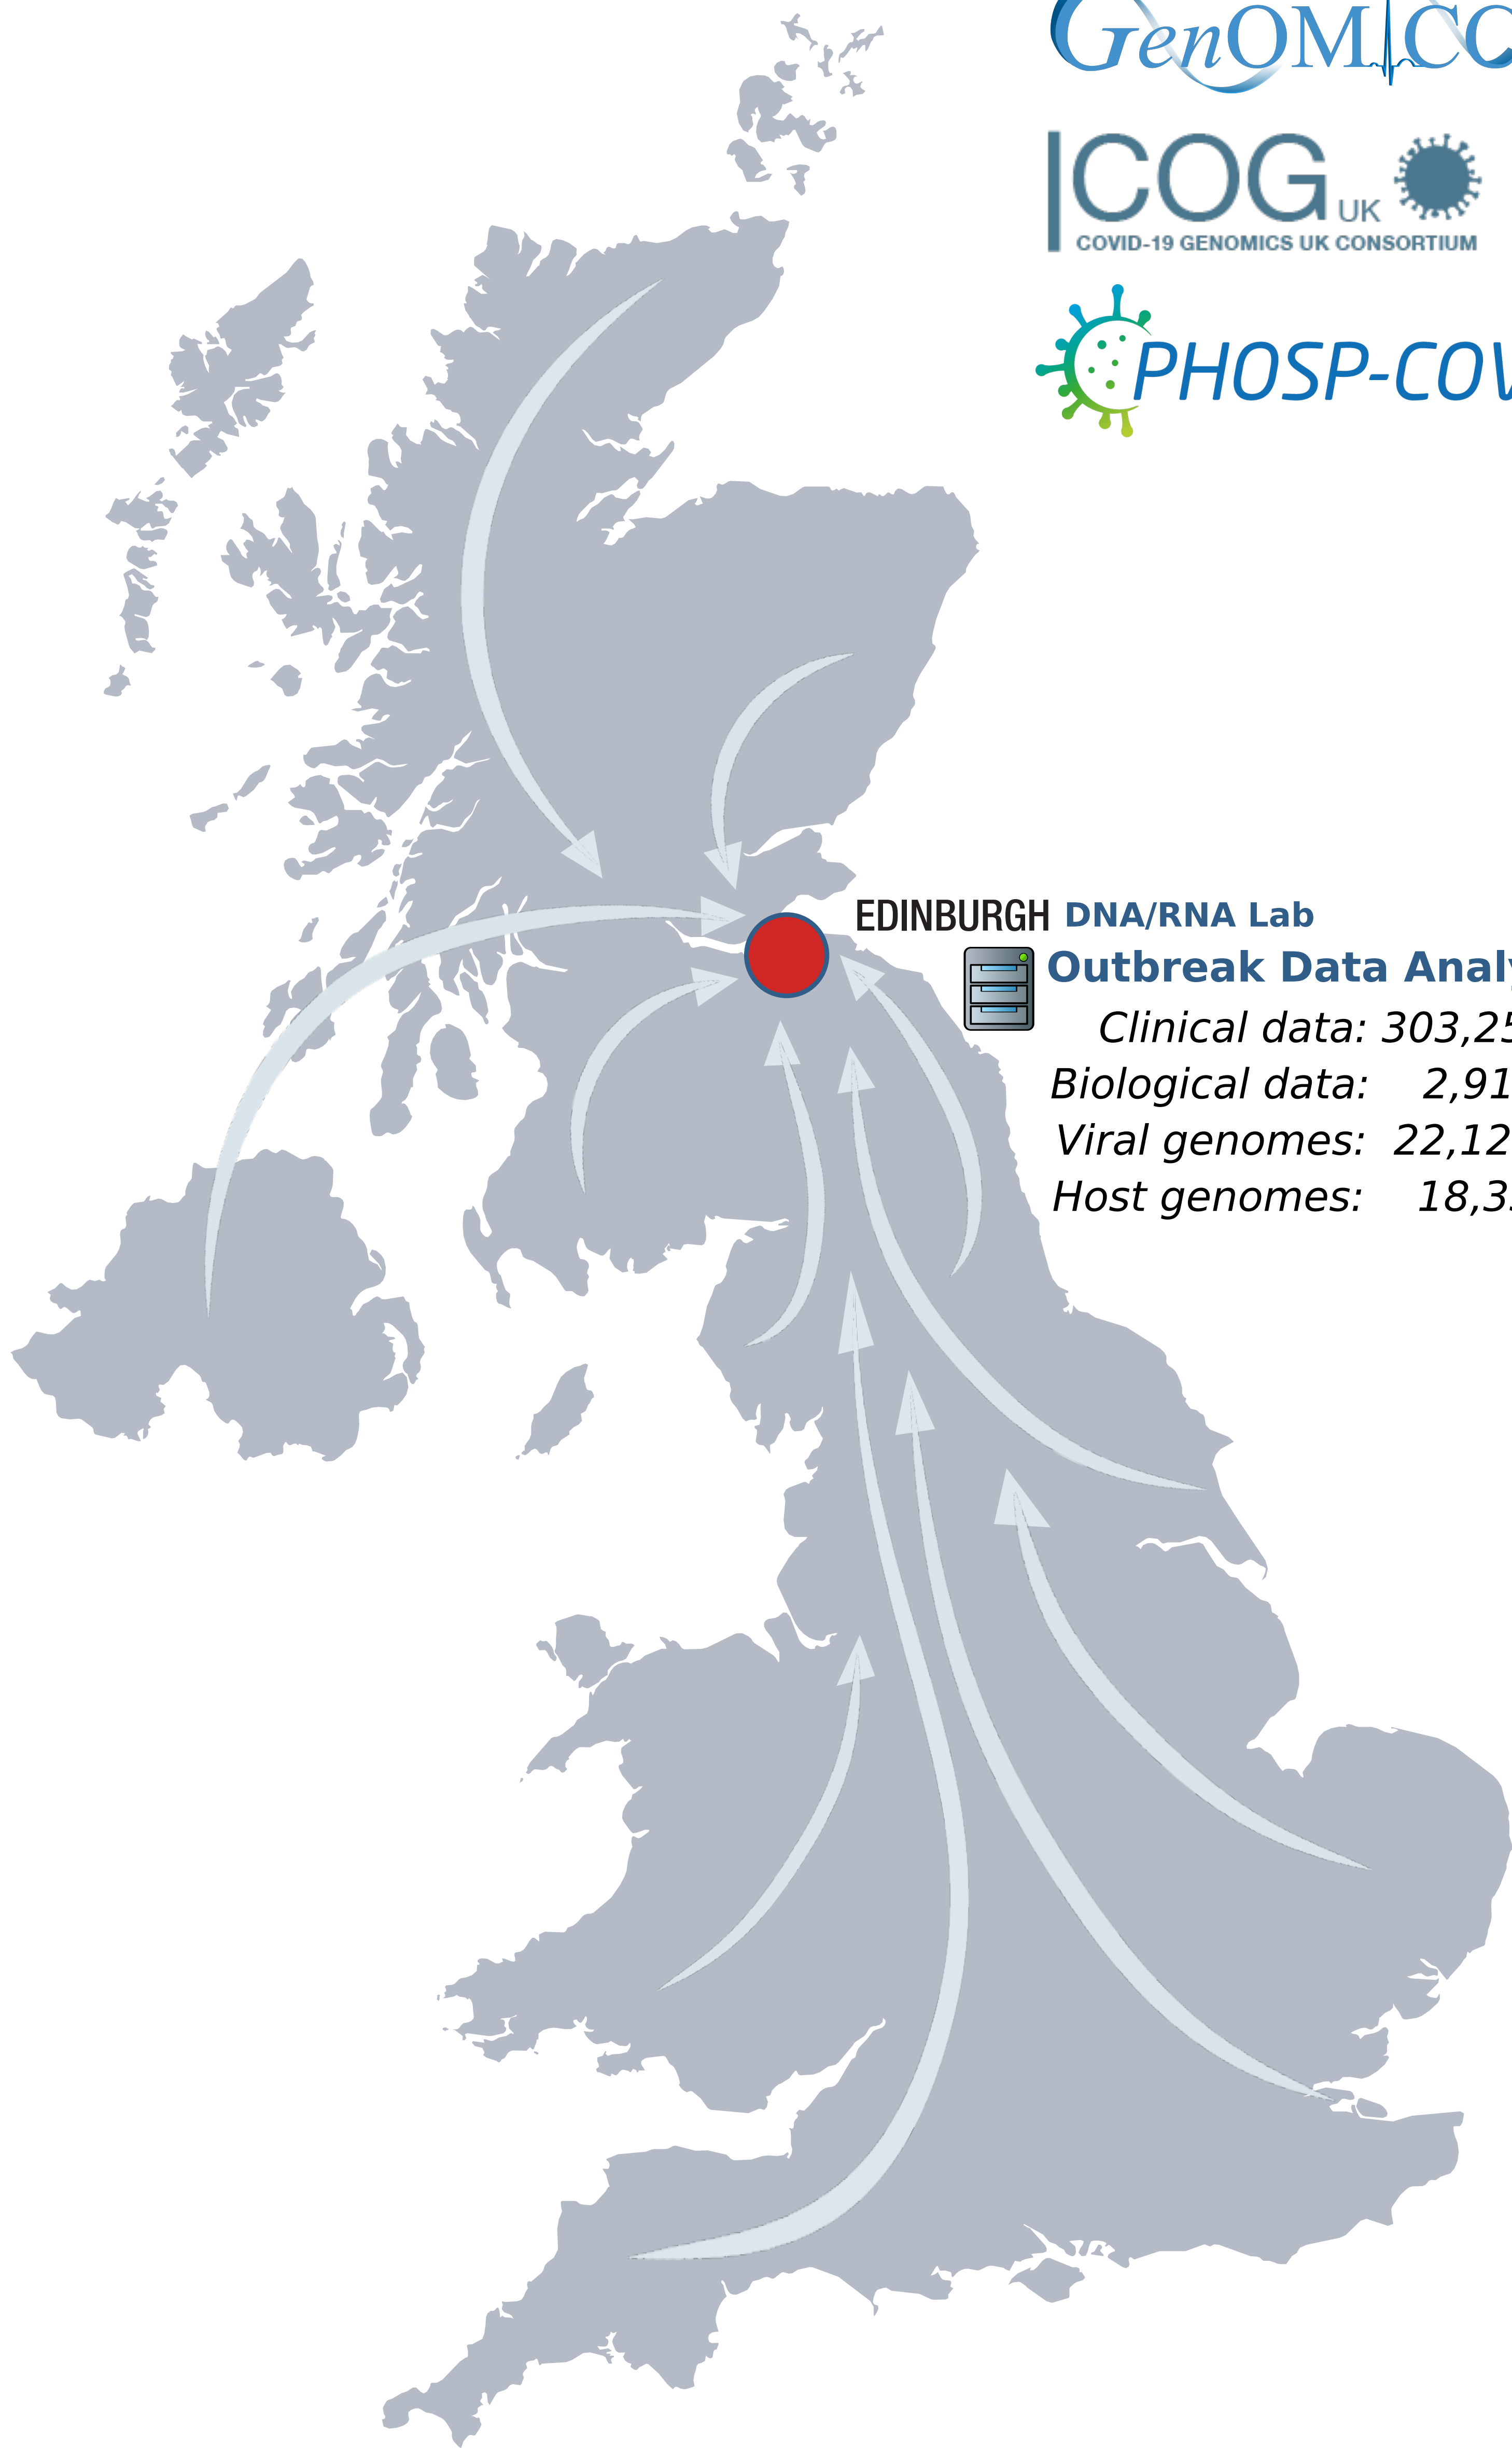 GenOMICC
COG UK
COVID-19 GENOMICS UK CONSORTIUM
PHOSP-COV
EDINBURGH DNA/RNA Lab
Outbreak Data Analy
Clinical data: 303,25
Biological data: 2,91
Viral genomes: 22,12
Host genomes: 18,3